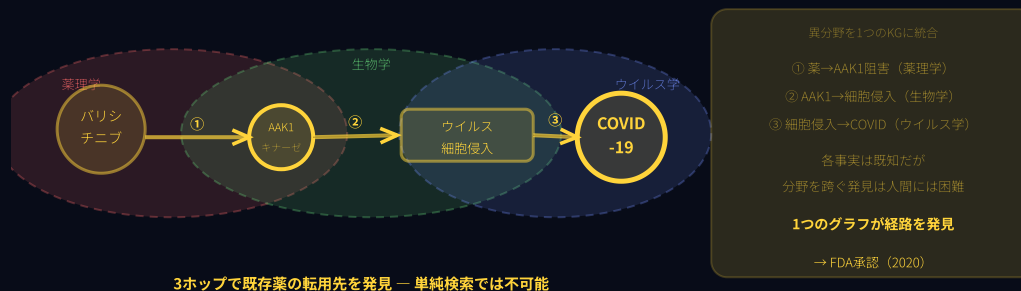 薬理学
生物学
ウイルス学
バリシ
チニブ
①
AAK1
キナーゼ
②
ウイルス
細胞侵入
③
COVID
-19
3ホップで既存薬の転用先を発見 — 単純検索では不可能
異分野を1つのKGに統合
① 薬→AAK1阻害（薬理学）
② AAK1→細胞侵入（生物学）
③ 細胞侵入→COVID（ウイルス学）
各事実は既知だが
分野を跨ぐ発見は人間には困難
1つのグラフが経路を発見
→ FDA承認（2020）